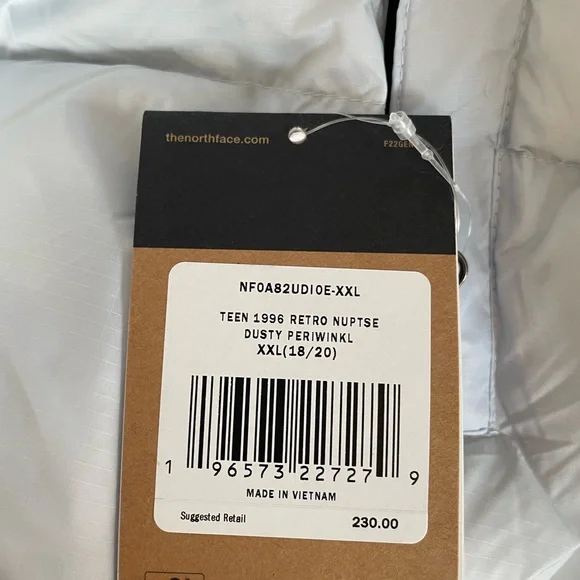 thenorthface.com
NF0A82UDI0E-XXL
TEEN 1996 RETRO NUPTSE
DUSTY PERIWINKL
XXL(18/20)
1 96573 22727 9
MADE IN VIETNAM
Suggested Retail 230.00